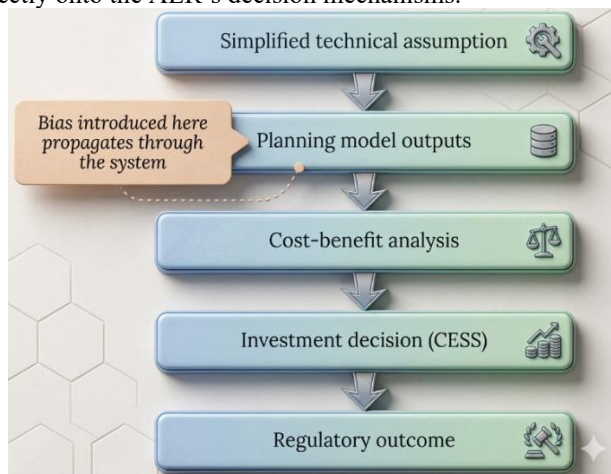 ectly onto the AER's decision mechanisms.
Simplified technical assumption
Bias introduced here
propagates through
the system
Planning model outputs
Cost-benefit analysis
Investment decision (CESS)
Regulatory outcome